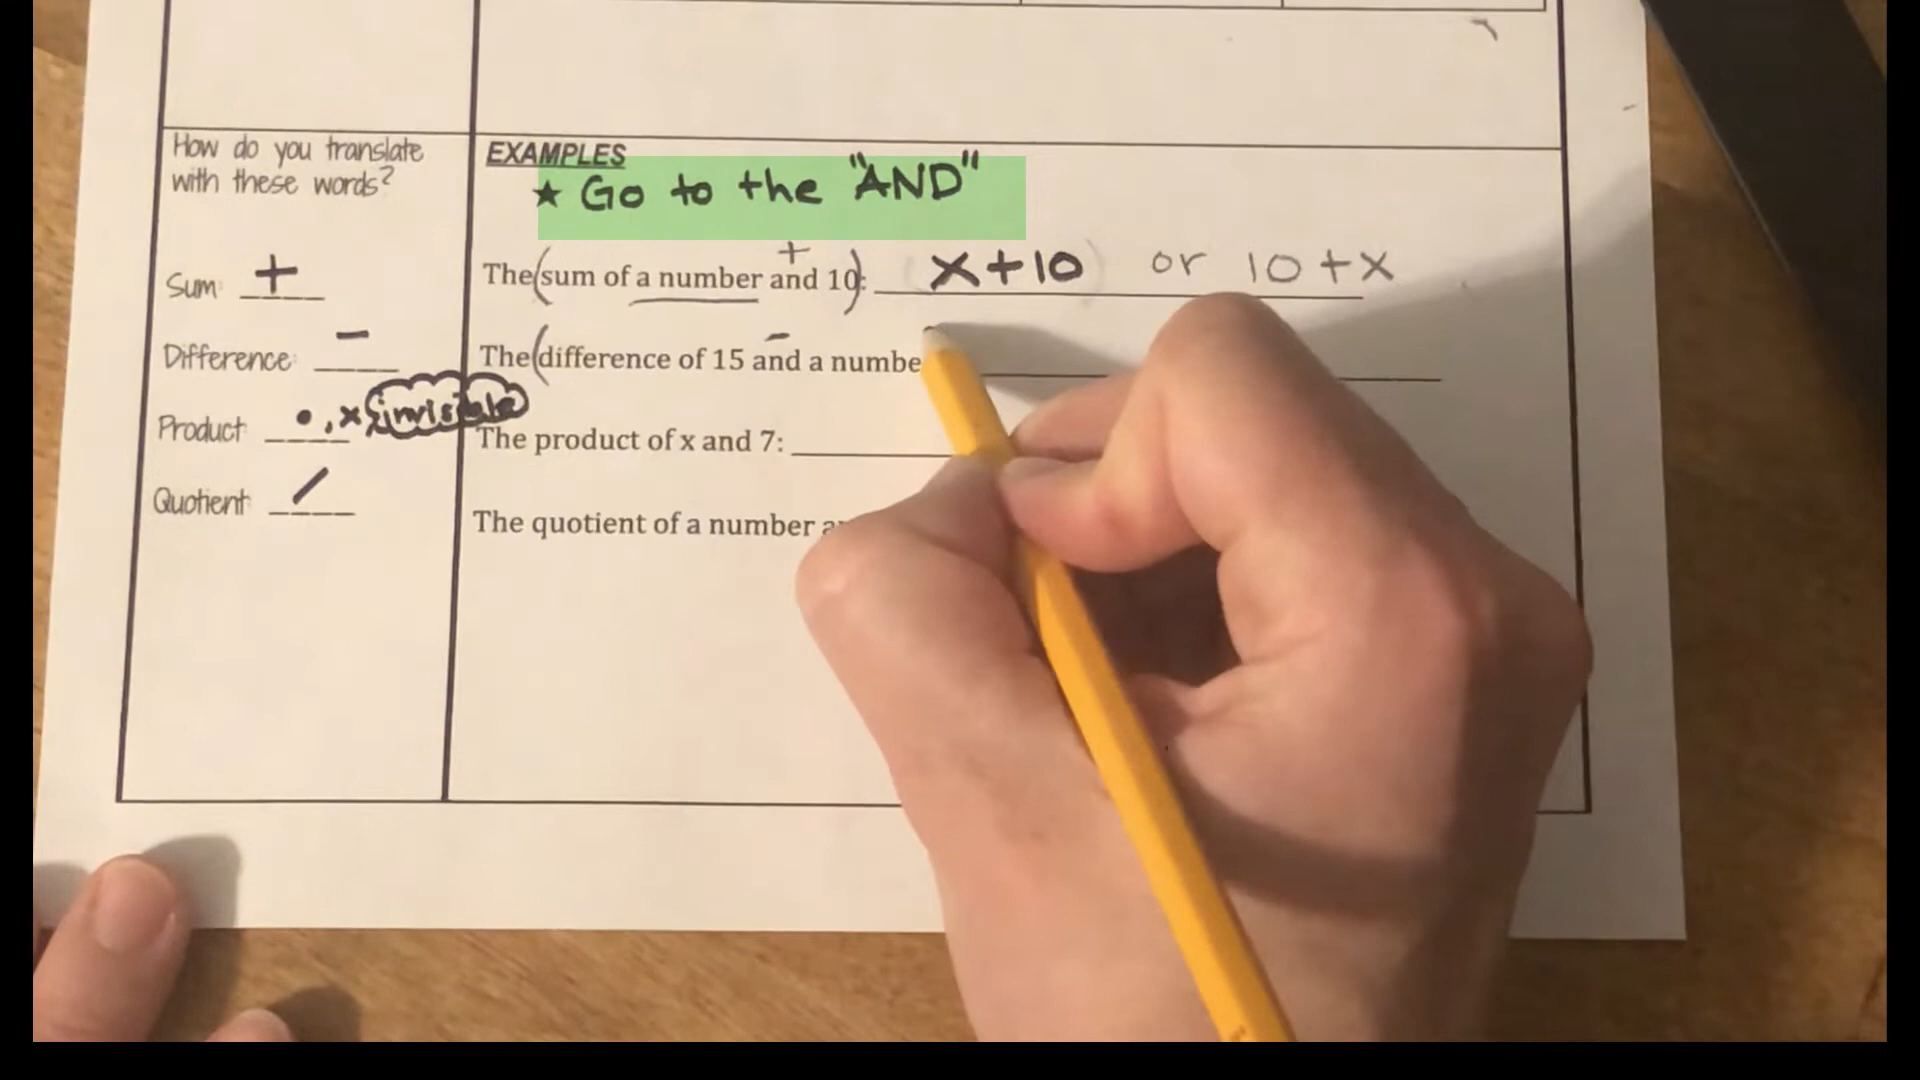 How do you translate
with these words?
Sum: +
Difference: -
Product: •, x, invisible
Quotient: /
EXAMPLES
★ Go to the "AND"
+
The (sum of a number and 10): x+10 or 10+x
-
The (difference of 15 and a numbe
The product of x and 7:
The quotient of a number